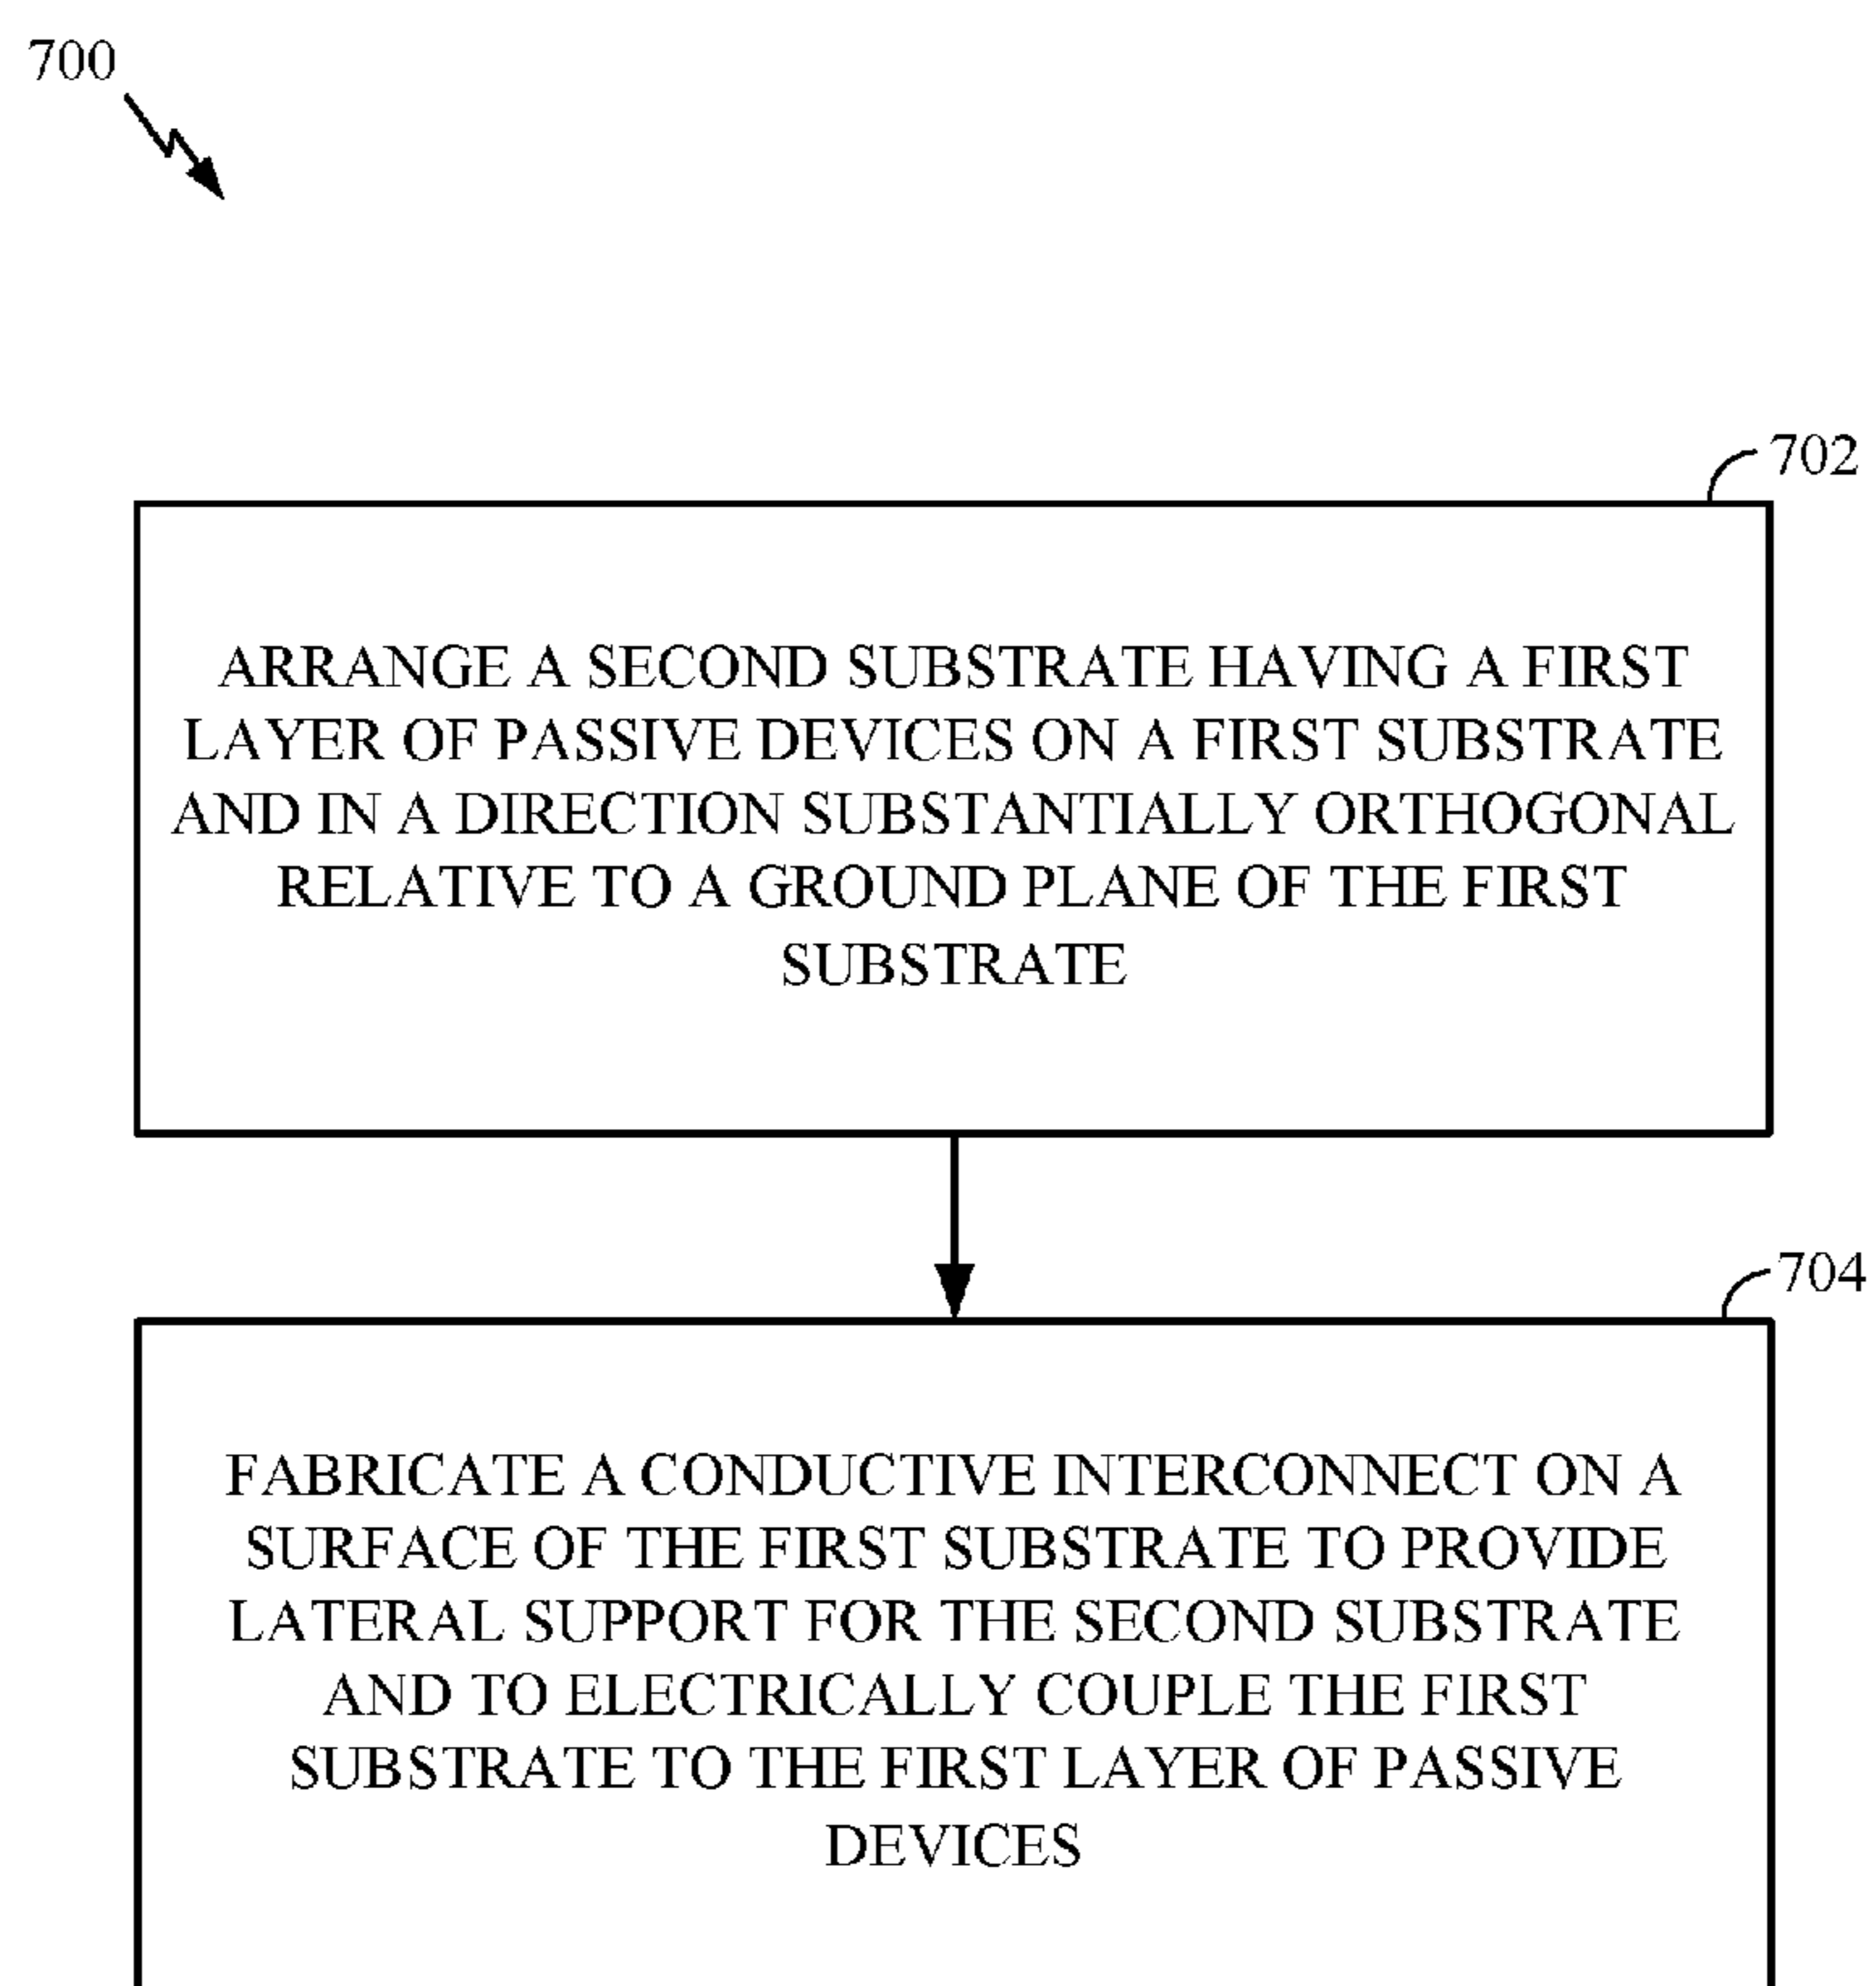 700
702
ARRANGE A SECOND SUBSTRATE HAVING A FIRST
LAYER OF PASSIVE DEVICES ON A FIRST SUBSTRATE
AND IN A DIRECTION SUBSTANTIALLY ORTHOGONAL
RELATIVE TO A GROUND PLANE OF THE FIRST
SUBSTRATE
704
FABRICATE A CONDUCTIVE INTERCONNECT ON A
SURFACE OF THE FIRST SUBSTRATE TO PROVIDE
LATERAL SUPPORT FOR THE SECOND SUBSTRATE
AND TO ELECTRICALLY COUPLE THE FIRST
SUBSTRATE TO THE FIRST LAYER OF PASSIVE
DEVICES